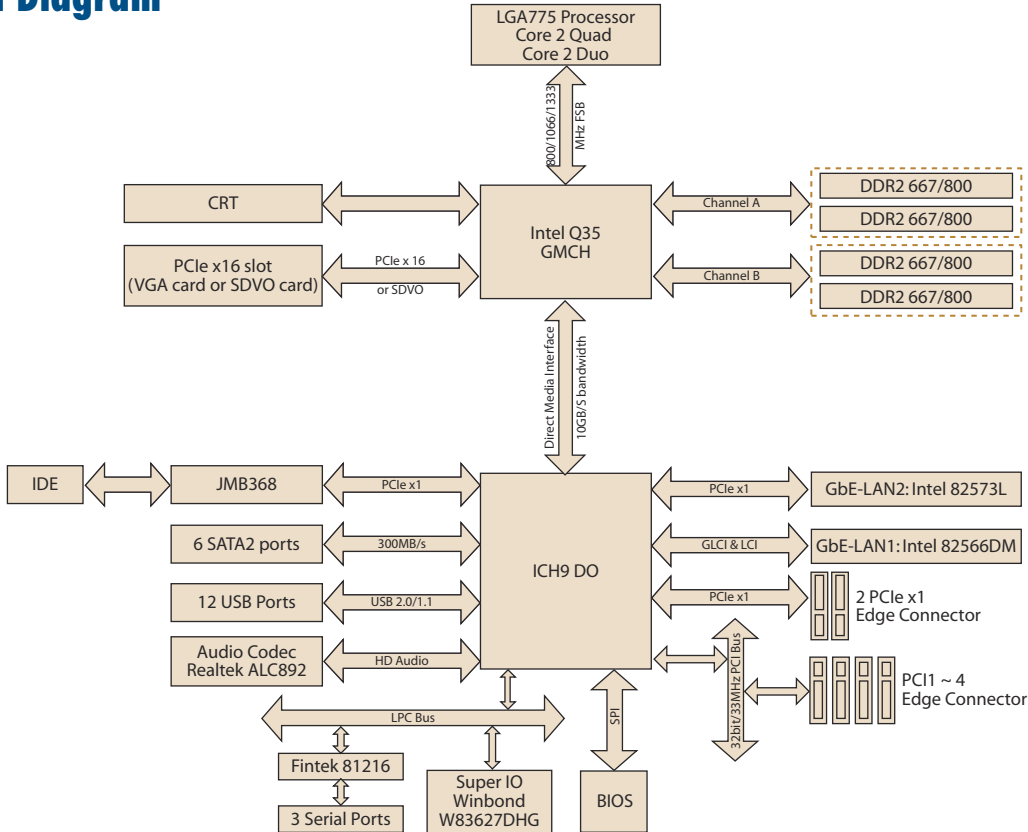 Diagram
LGA775 Processor
Core 2 Quad
Core 2 Duo
800/1066/1333
MHz FSB
CRT
Intel Q35
GMCH
Channel A
DDR2 667/800
DDR2 667/800
PCIe x16 slot
(VGA card or SDVO card)
PCIe x 16
or SDVO
Channel B
DDR2 667/800
DDR2 667/800
Direct Media Interface
10GB/S bandwidth
IDE
JMB368
PCIe x1
ICH9 DO
PCIe x1
GbE-LAN2: Intel 82573L
6 SATA2 ports
300MB/s
GLCI & LCI
GbE-LAN1: Intel 82566DM
12 USB Ports
USB 2.0/1.1
PCIe x1
2 PCIe x1
Edge Connector
Audio Codec
Realtek ALC892
HD Audio
32bit/33MHz PCI Bus
PCI1 ~ 4
Edge Connector
LPC Bus
SPI
Fintek 81216
3 Serial Ports
Super IO
Winbond
W83627DHG
BIOS